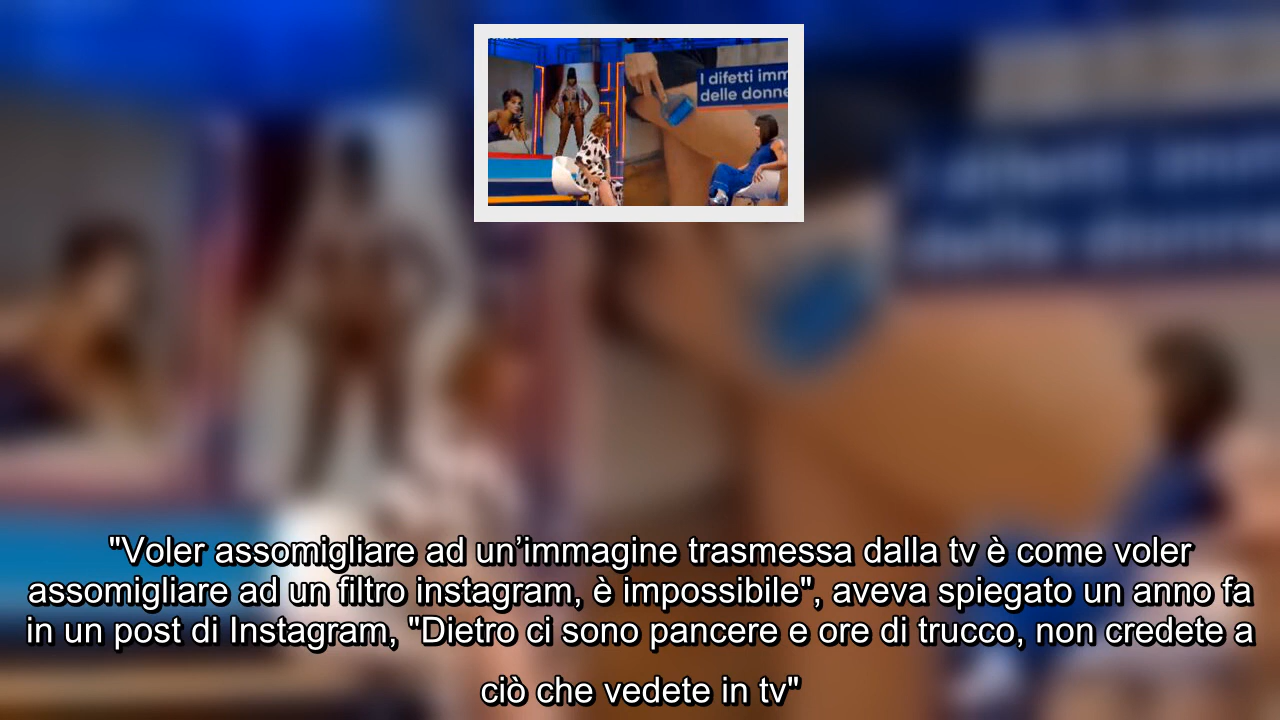 I difetti imm
delle donne
"Voler assomigliare ad un’immagine trasmessa dalla tv è come voler
assomigliare ad un filtro instagram, è impossibile", aveva spiegato un anno fa
in un post di Instagram, "Dietro ci sono pancere e ore di trucco, non credete a
ciò che vedete in tv"